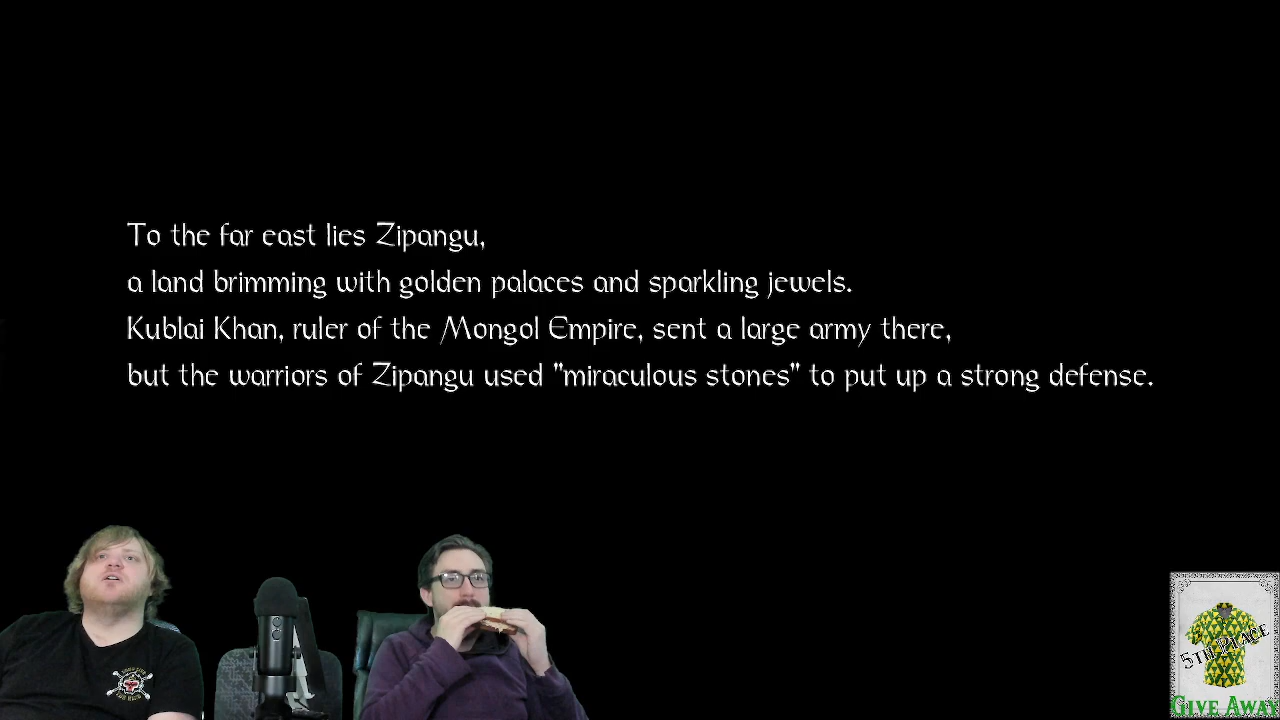 To the far east lies Zipangu,
a land brimming with golden palaces and sparkling jewels.
Kublai Khan, ruler of the Mongol Empire, sent a large army there,
but the warriors of Zipangu used "miraculous stones" to put up a strong defense.
5TH PLACE
GIVE AWAY